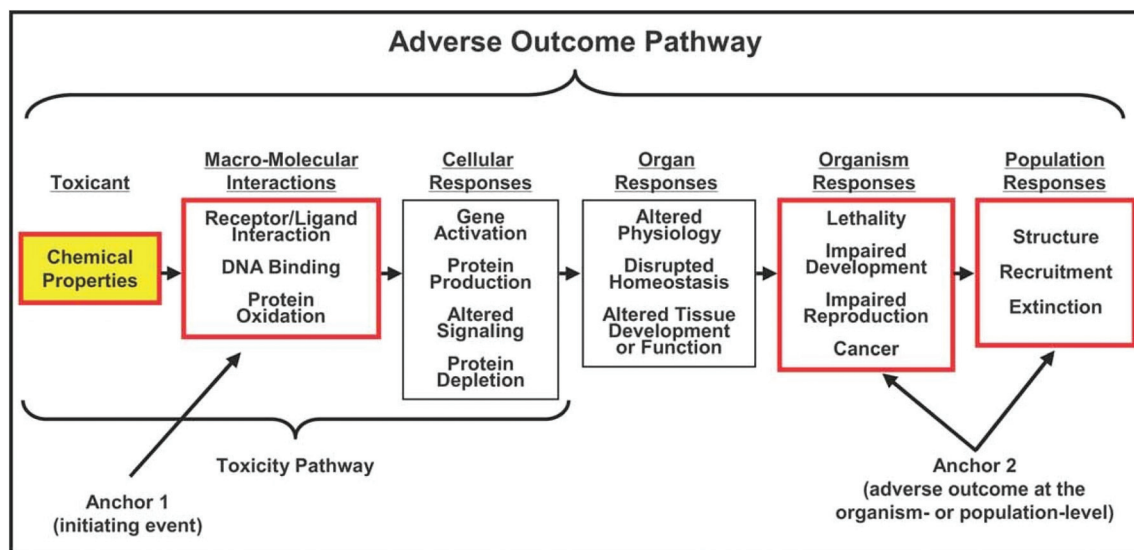 Adverse Outcome Pathway
Toxicant
Chemical
Properties
Macro-Molecular
Interactions
Receptor/Ligand
Interaction
DNA Binding
Protein
Oxidation
Cellular
Responses
Gene
Activation
Protein
Production
Altered
Signaling
Protein
Depletion
Organ
Responses
Altered
Physiology
Disrupted
Homeostasis
Altered Tissue
Development
or Function
Organism
Responses
Lethality
Impaired
Development
Impaired
Reproduction
Cancer
Population
Responses
Structure
Recruitment
Extinction
Toxicity Pathway
Anchor 1
(initiating event)
Anchor 2
(adverse outcome at the
organism- or population-level)